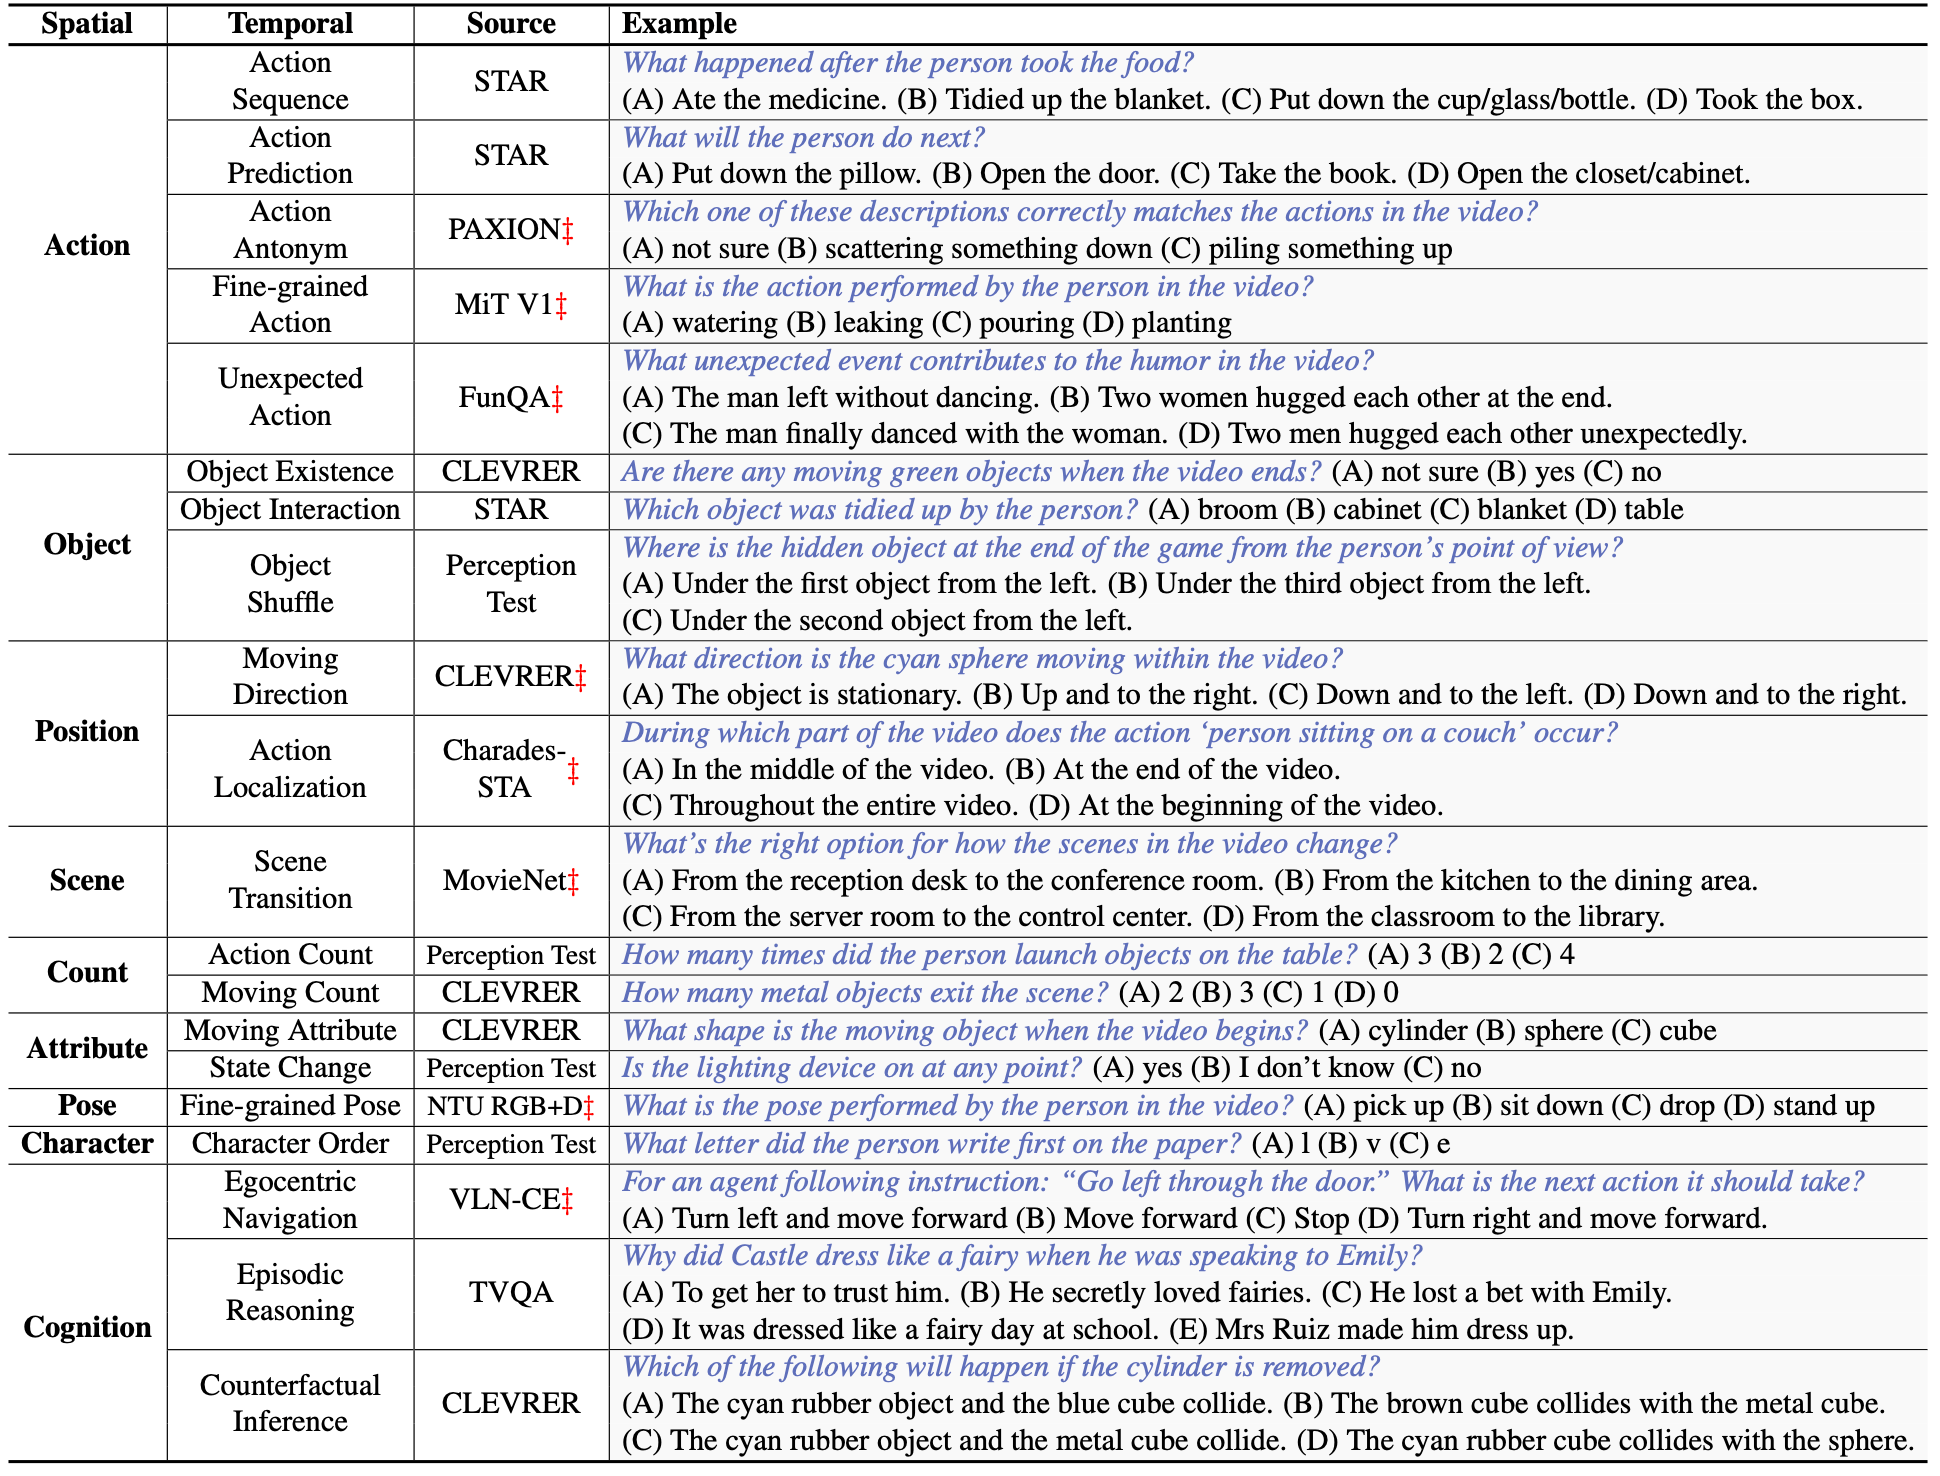 Spatial Temporal Source Example
Action
Action Sequence
STAR
What happened after the person took the food?
(A) Ate the medicine. (B) Tidied up the blanket. (C) Put down the cup/glass/bottle. (D) Took the box.
Action Prediction
STAR
What will the person do next?
(A) Put down the pillow. (B) Open the door. (C) Take the book. (D) Open the closet/cabinet.
Action Antonym
PAXION‡
Which one of these descriptions correctly matches the actions in the video?
(A) not sure (B) scattering something down (C) piling something up
Fine-grained Action
MiT V1‡
What is the action performed by the person in the video?
(A) watering (B) leaking (C) pouring (D) planting
Unexpected Action
FunQA‡
What unexpected event contributes to the humor in the video?
(A) The man left without dancing. (B) Two women hugged each other at the end.
(C) The man finally danced with the woman. (D) Two men hugged each other unexpectedly.
Object
Object Existence
CLEVRER
Are there any moving green objects when the video ends? (A) not sure (B) yes (C) no
Object Interaction
STAR
Which object was tidied up by the person? (A) broom (B) cabinet (C) blanket (D) table
Object Shuffle
Perception Test
Where is the hidden object at the end of the game from the person's point of view?
(A) Under the first object from the left. (B) Under the third object from the left.
(C) Under the second object from the left.
Position
Moving Direction
CLEVRER‡
What direction is the cyan sphere moving within the video?
(A) The object is stationary. (B) Up and to the right. (C) Down and to the left. (D) Down and to the right.
Action Localization
Charades-STA‡
During which part of the video does the action ‘person sitting on a couch’ occur?
(A) In the middle of the video. (B) At the end of the video.
(C) Throughout the entire video. (D) At the beginning of the video.
Scene
Scene Transition
MovieNet‡
What's the right option for how the scenes in the video change?
(A) From the reception desk to the conference room. (B) From the kitchen to the dining area.
(C) From the server room to the control center. (D) From the classroom to the library.
Count
Action Count
Perception Test
How many times did the person launch objects on the table? (A) 3 (B) 2 (C) 4
Moving Count
CLEVRER
How many metal objects exit the scene? (A) 2 (B) 3 (C) 1 (D) 0
Attribute
Moving Attribute
CLEVRER
What shape is the moving object when the video begins? (A) cylinder (B) sphere (C) cube
State Change
Perception Test
Is the lighting device on at any point? (A) yes (B) I don't know (C) no
Pose
Fine-grained Pose
NTU RGB+D‡
What is the pose performed by the person in the video? (A) pick up (B) sit down (C) drop (D) stand up
Character
Character Order
Perception Test
What letter did the person write first on the paper? (A) l (B) v (C) e
Cognition
Egocentric Navigation
VLN-CE‡
For an agent following instruction: “Go left through the door.” What is the next action it should take?
(A) Turn left and move forward (B) Move forward (C) Stop (D) Turn right and move forward.
Episodic Reasoning
TVQA
Why did Castle dress like a fairy when he was speaking to Emily?
(A) To get her to trust him. (B) He secretly loved fairies. (C) He lost a bet with Emily.
(D) It was dressed like a fairy day at school. (E) Mrs Ruiz made him dress up.
Counterfactual Inference
CLEVRER
Which of the following will happen if the cylinder is removed?
(A) The cyan rubber object and the blue cube collide. (B) The brown cube collides with the metal cube.
(C) The cyan rubber object and the metal cube collide. (D) The cyan rubber cube collides with the sphere.